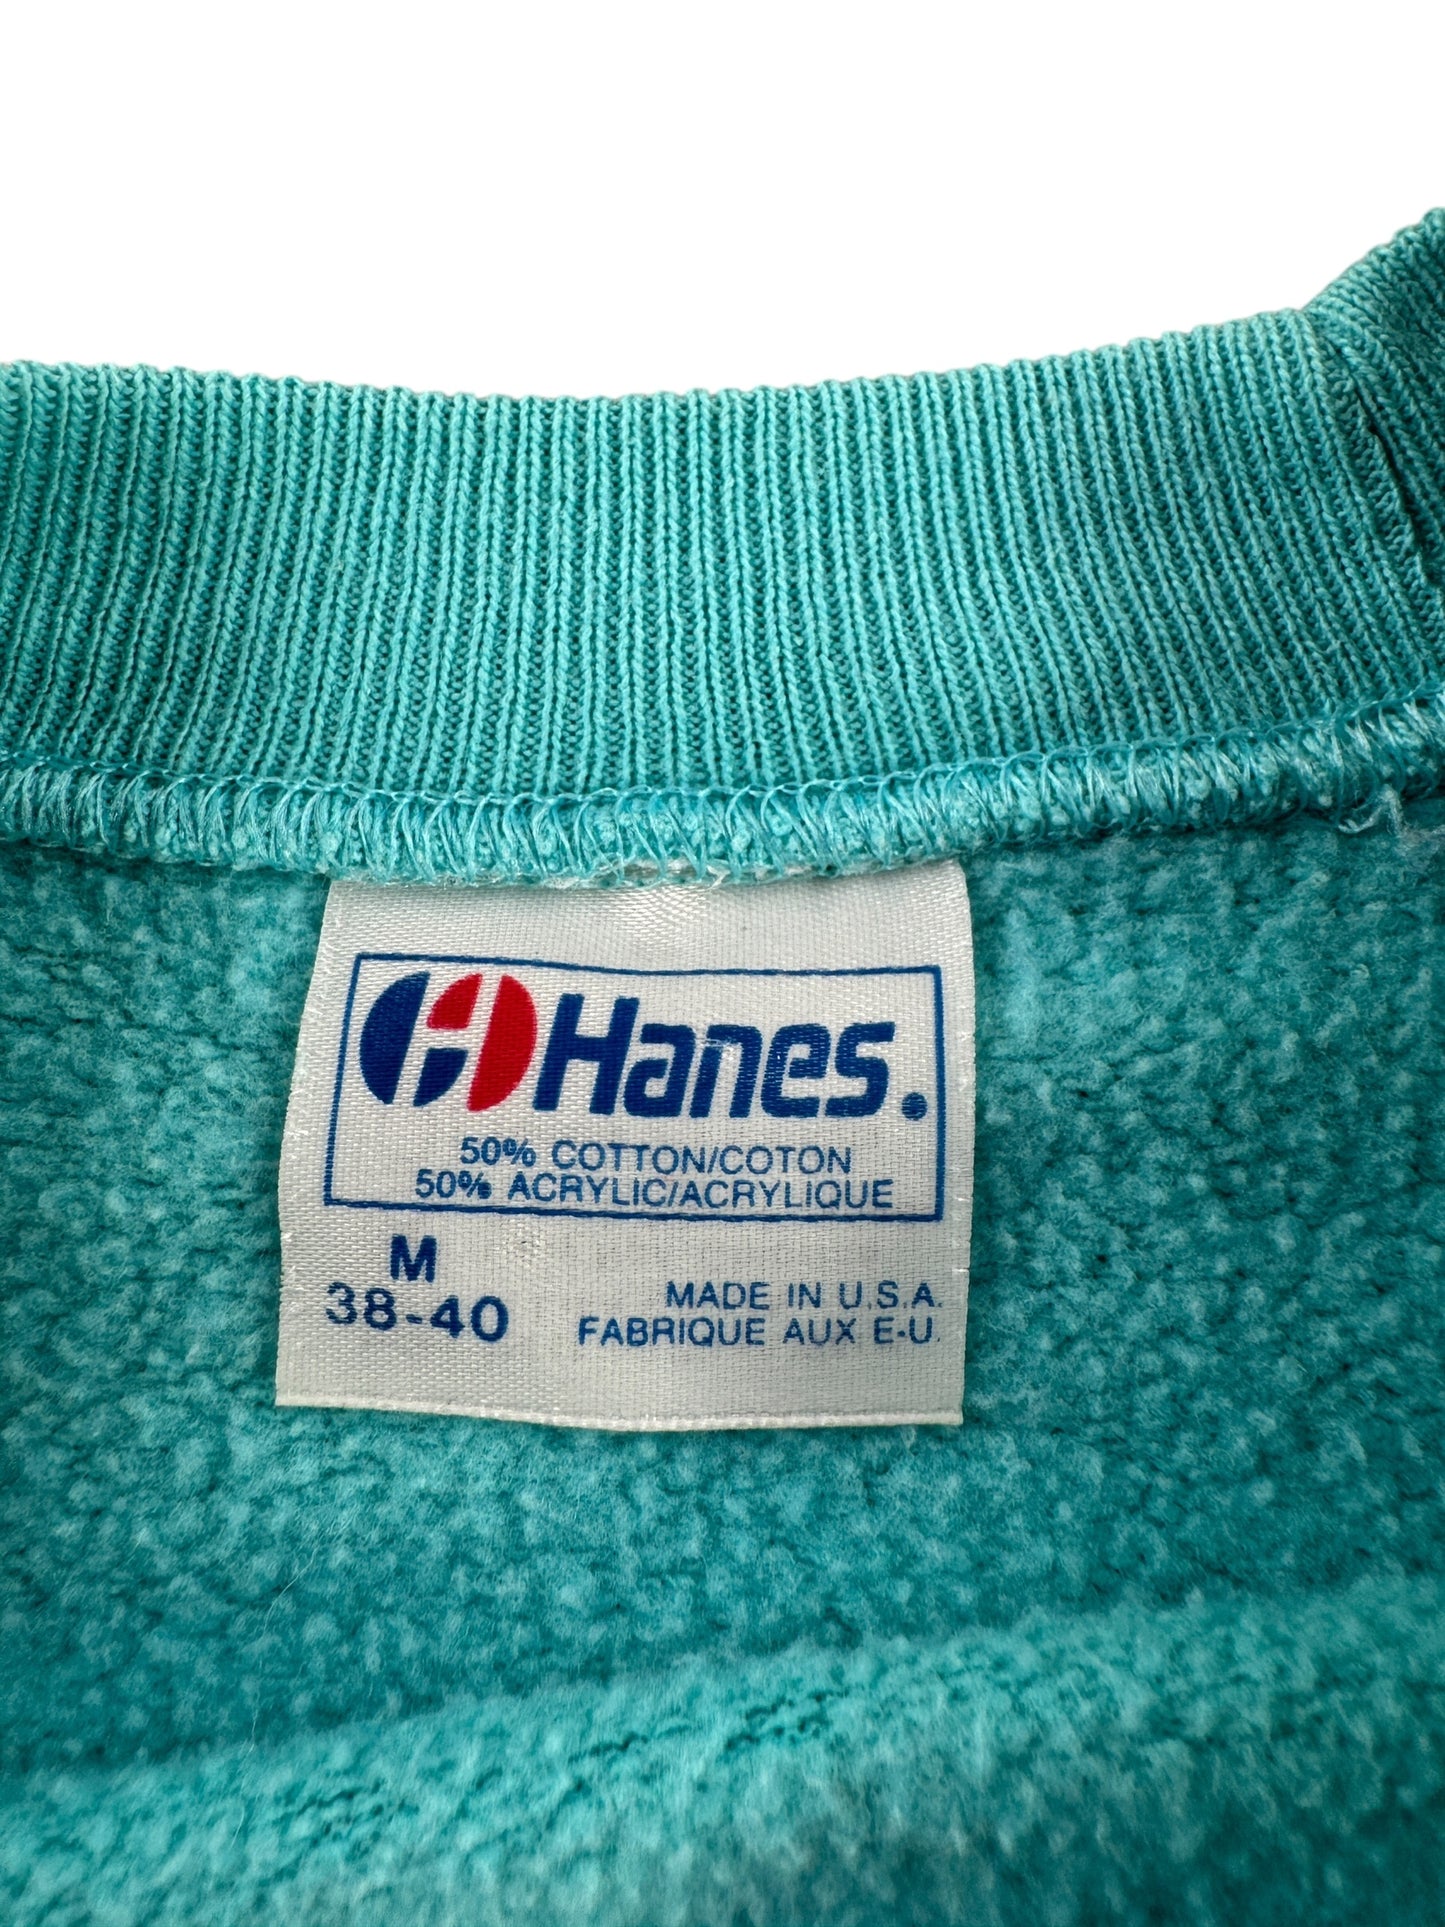 Hanes.
50% COTTON/COTON
50% ACRYLIC/ACRYLIQUE
M
38-40
MADE IN U.S.A.
FABRIQUE AUX E-U.